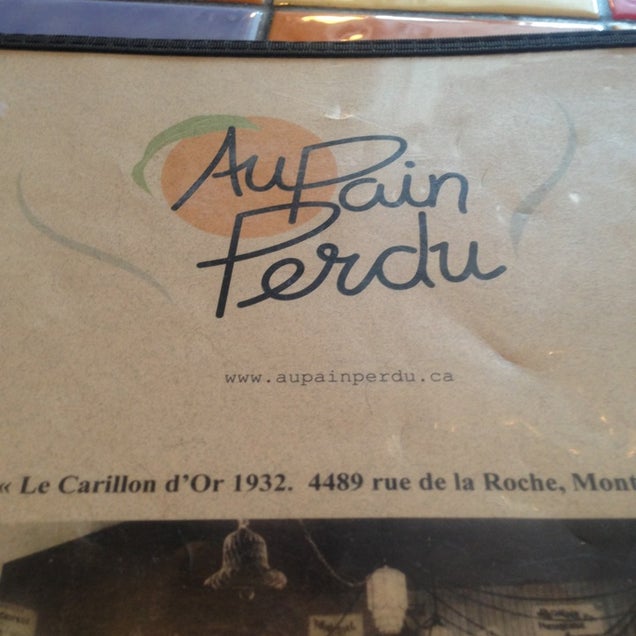 Au Pain
Perdu
www.aupainperdu.ca
« Le Carillon d'Or 1932. 4489 rue de la Roche, Mont